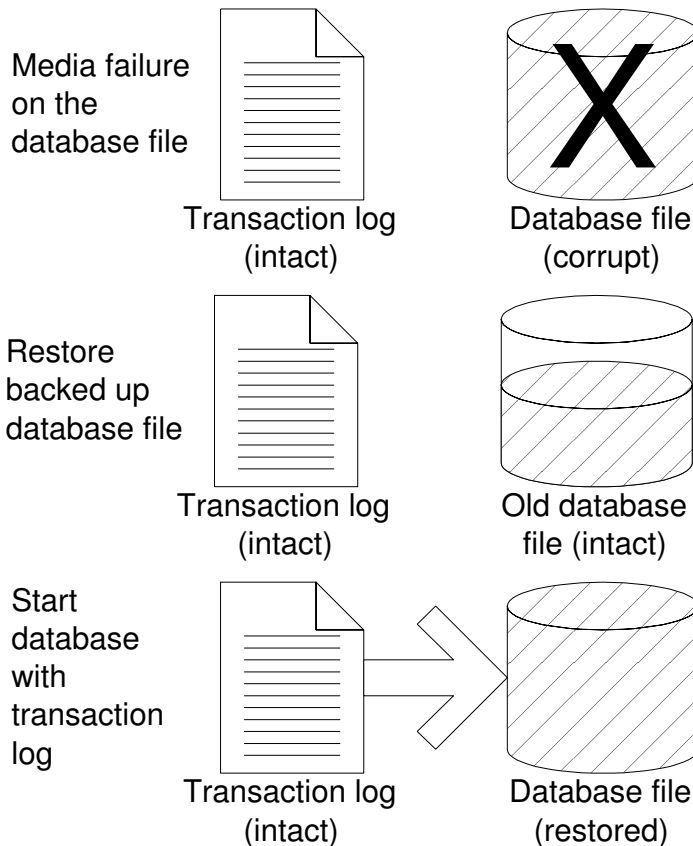 Media failure
on the
database file
Transaction log
(intact)
Database file
(corrupt)
Restore
backed up
database file
Transaction log
(intact)
Old database
file (intact)
Start
database
with
transaction
log
Transaction log
(intact)
Database file
(restored)